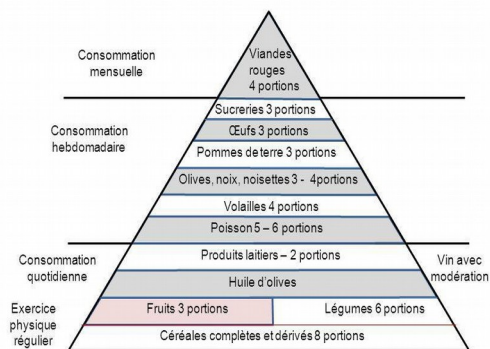 Consommation
mensuelle
Viandes
rouges
4 portions
Consommation
hebdomadaire
Sucreries 3 portions
Œufs 3 portions
Pommes de terre 3 portions
Olives, noix, noisettes 3 - 4portions
Volailles 4 portions
Poisson 5 – 6 portions
Consommation
quotidienne
Produits laitiers – 2 portions
Vin avec
modération
Huile d'olives
Exercice
physique
régulier
Fruits 3 portions
Légumes 6 portions
Céréales complètes et dérivés 8 portions